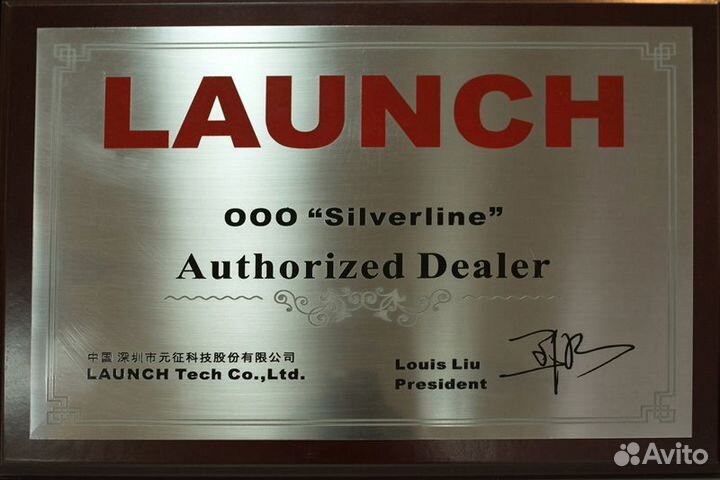 LAUNCH
OOO “Silverline”
Authorized Dealer
中国 深圳市元征科技股份有限公司
LAUNCH Tech Co.,Ltd.
Louis Liu
President
Avito